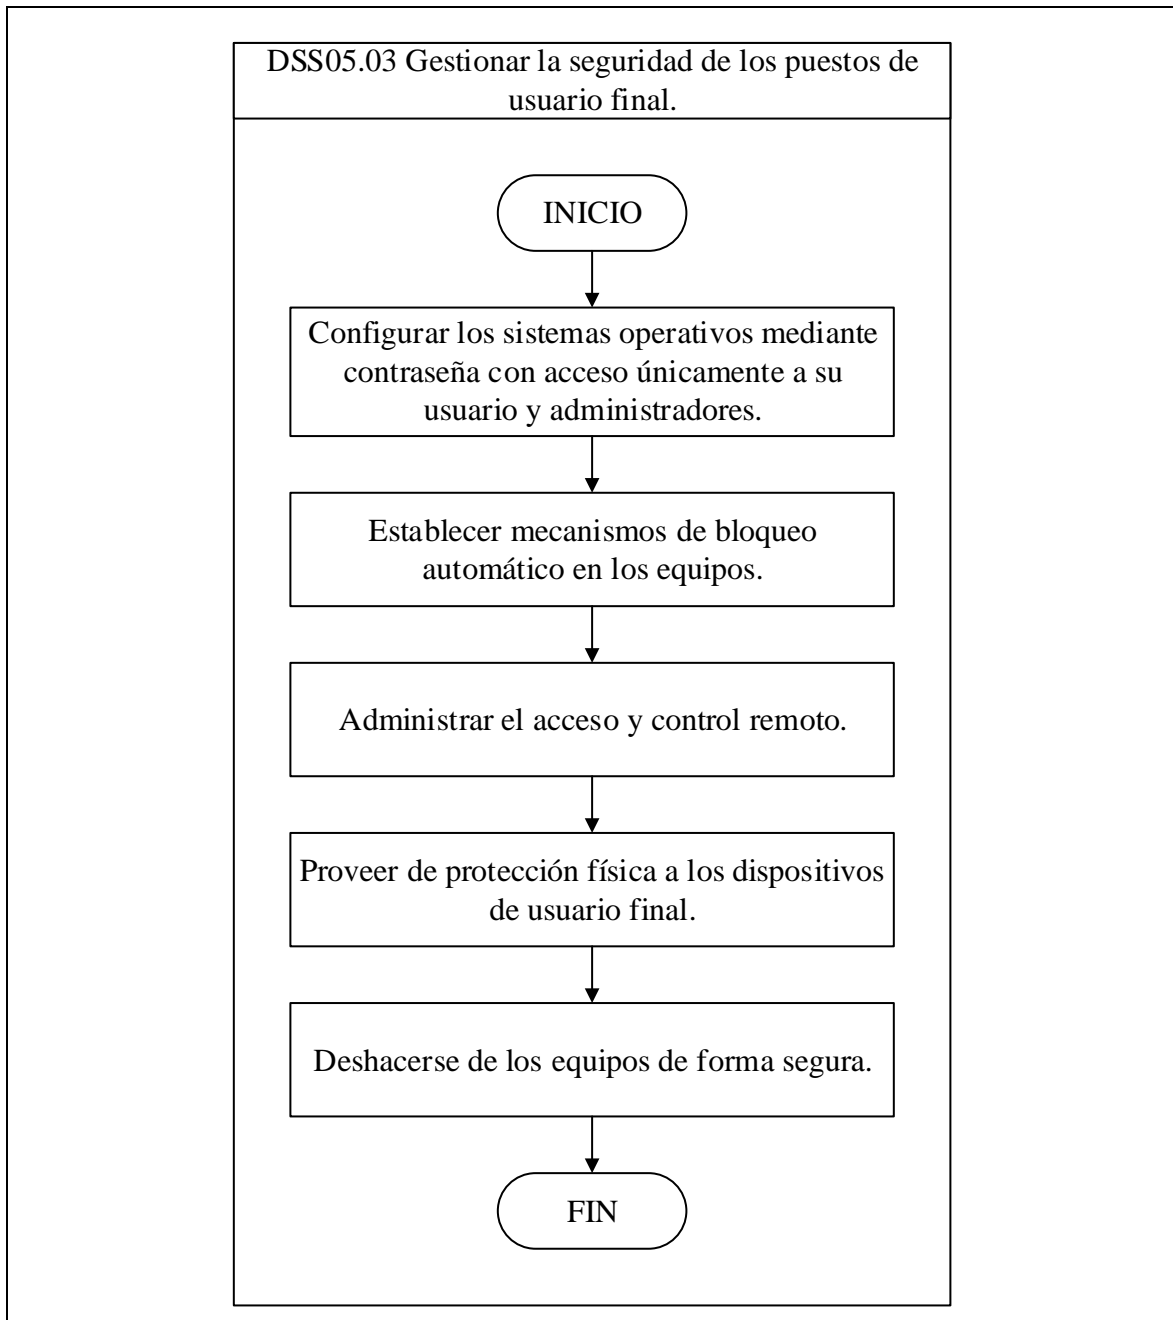 DSS05.03 Gestionar la seguridad de los puestos de
usuario final.
INICIO
Configurar los sistemas operativos mediante
contraseña con acceso únicamente a su
usuario y administradores.
Establecer mecanismos de bloqueo
automático en los equipos.
Administrar el acceso y control remoto.
Proveer de protección física a los dispositivos
de usuario final.
Deshacerse de los equipos de forma segura.
FIN